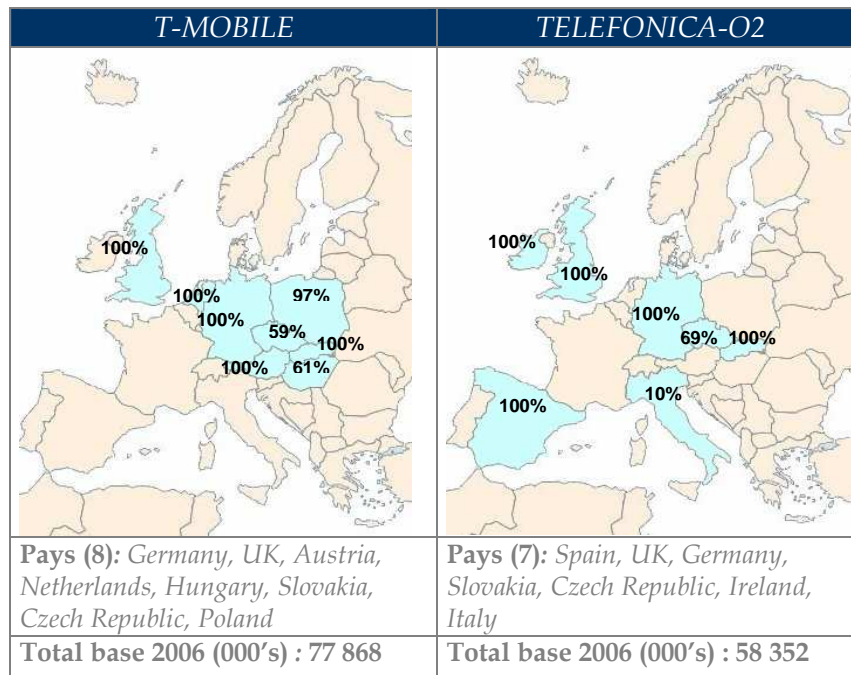 T-MOBILE
TELEFONICA-O2
100%
100%
100%
97%
59%
100%
100%
61%
100%
100%
100%
69%
100%
100%
10%
Pays (8): Germany, UK, Austria,
Netherlands, Hungary, Slovakia,
Czech Republic, Poland
Pays (7): Spain, UK, Germany,
Slovakia, Czech Republic, Ireland,
Italy
Total base 2006 (000's) : 77 868
Total base 2006 (000's) : 58 352